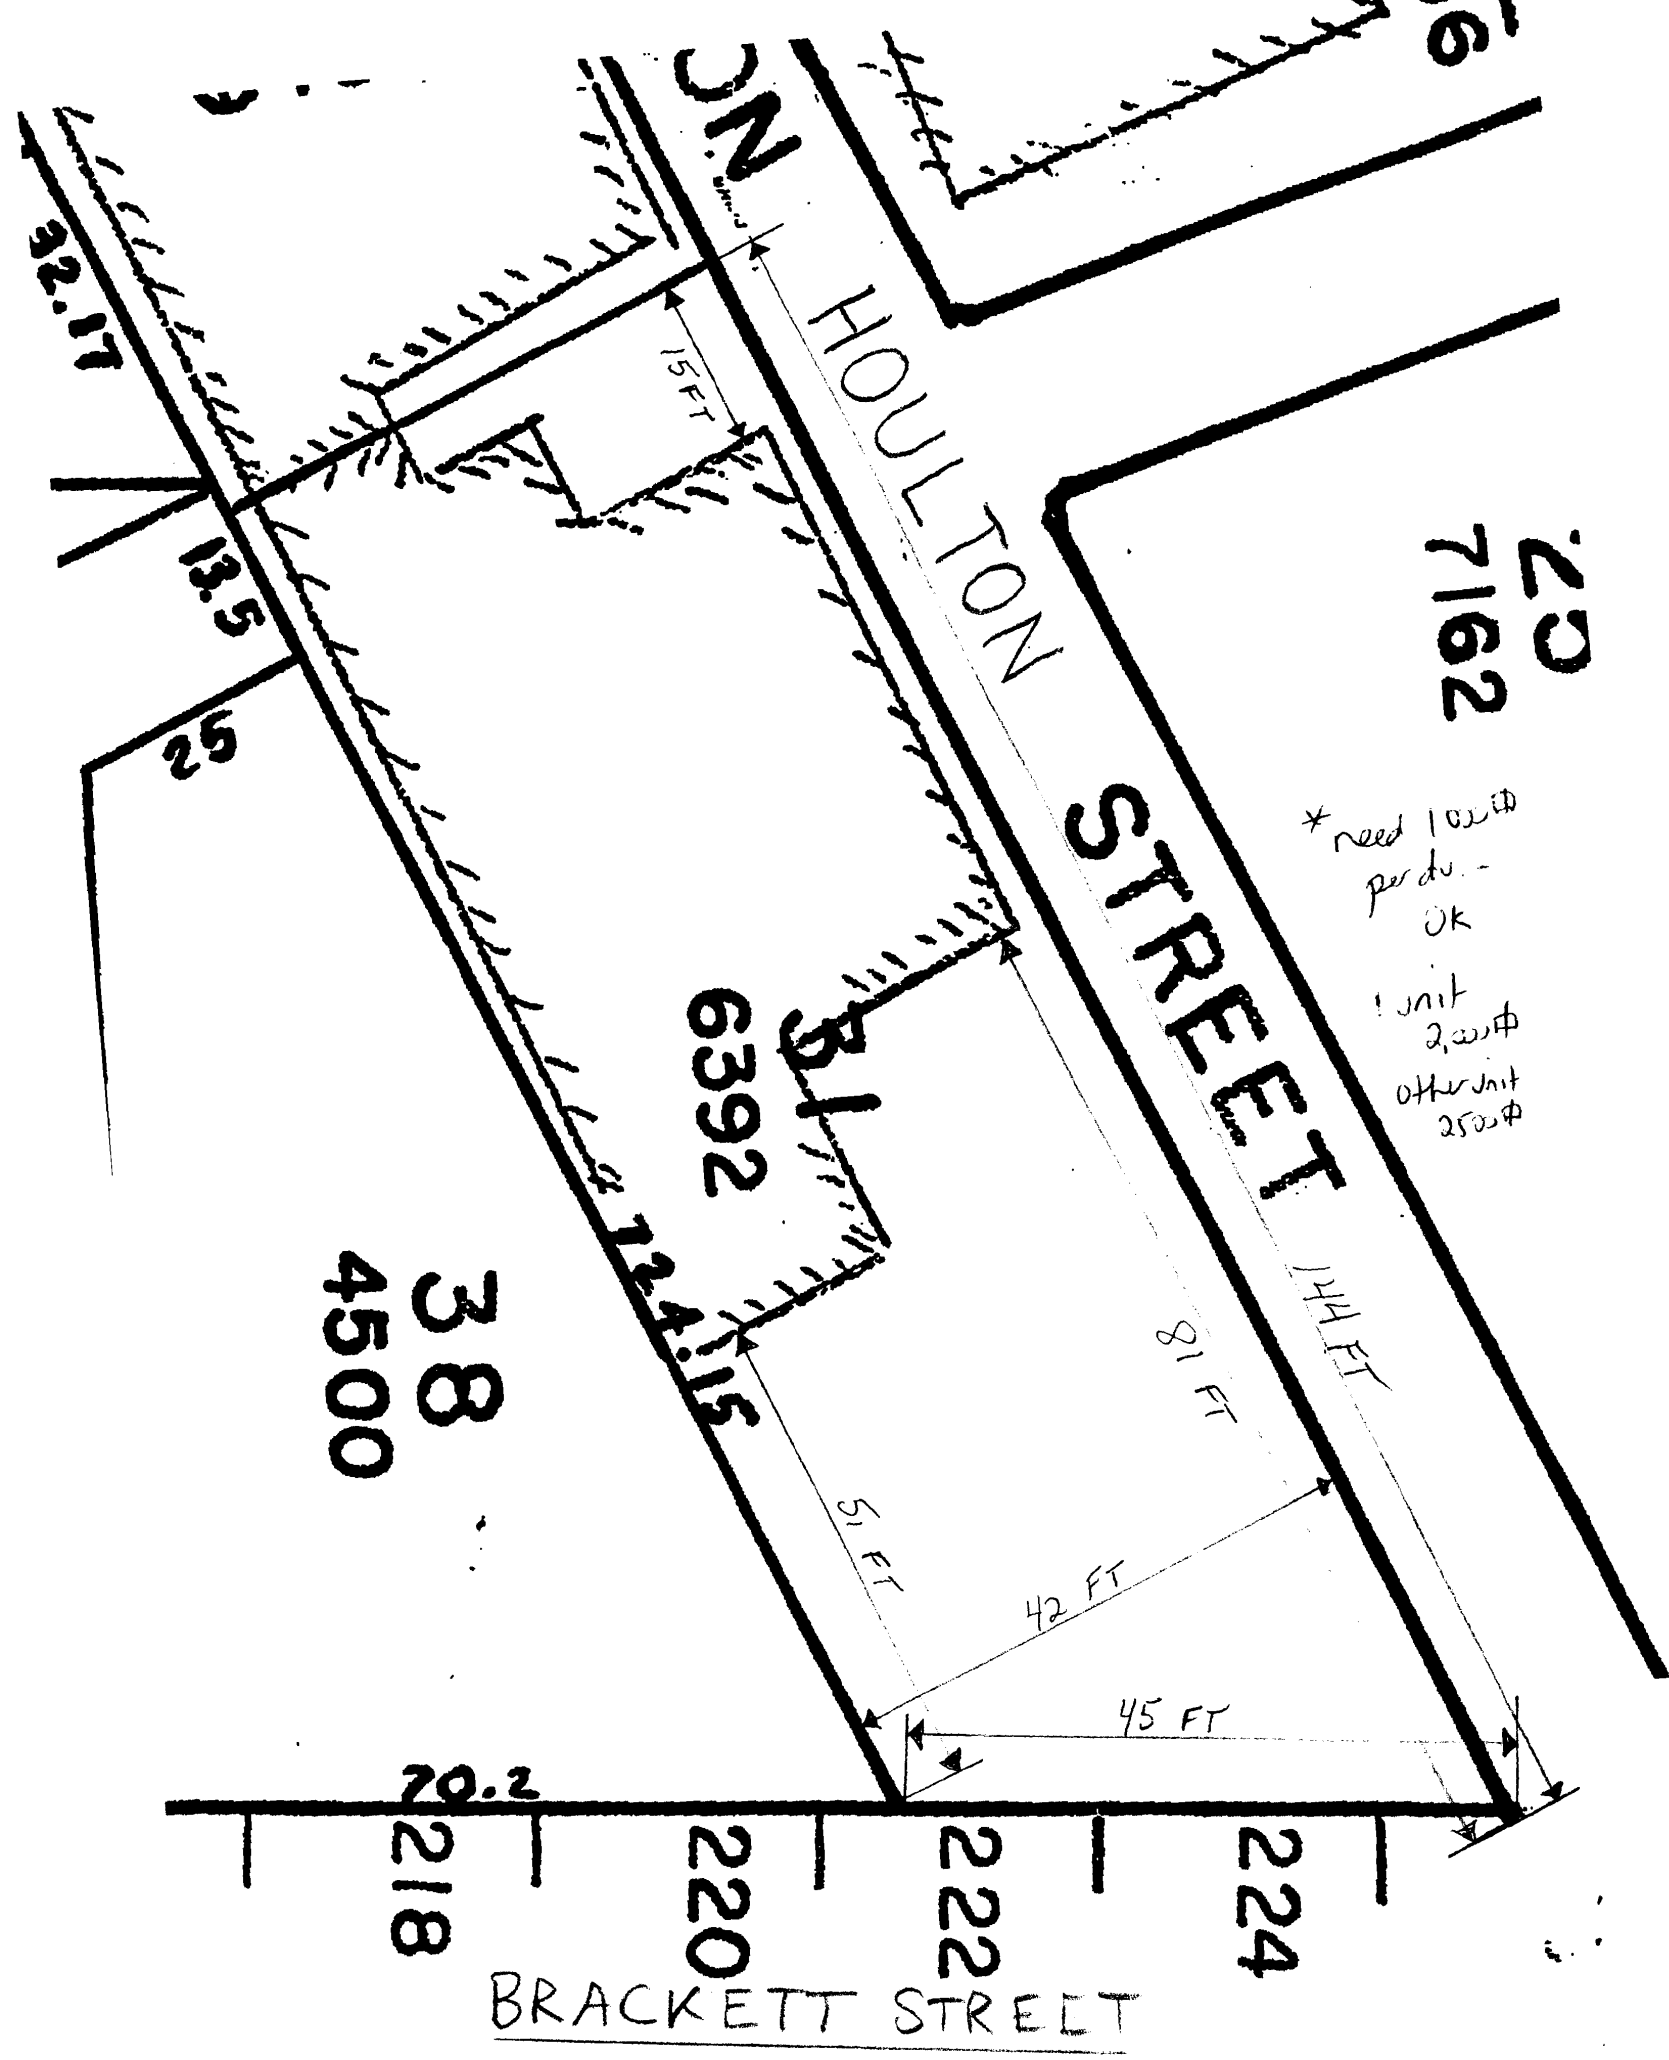 ON
HOULTON
STREET
32.17
15 FT
13.5
25
7162
* need 1000⏍
per du. -
OK
1 unit
2,000⏍
other unit
2500⏍
31
6392
124.15
38
4500
81 FT
144 FT
51 FT
42 FT
45 FT
70.2
218
220
222
224
BRACKETT STREET